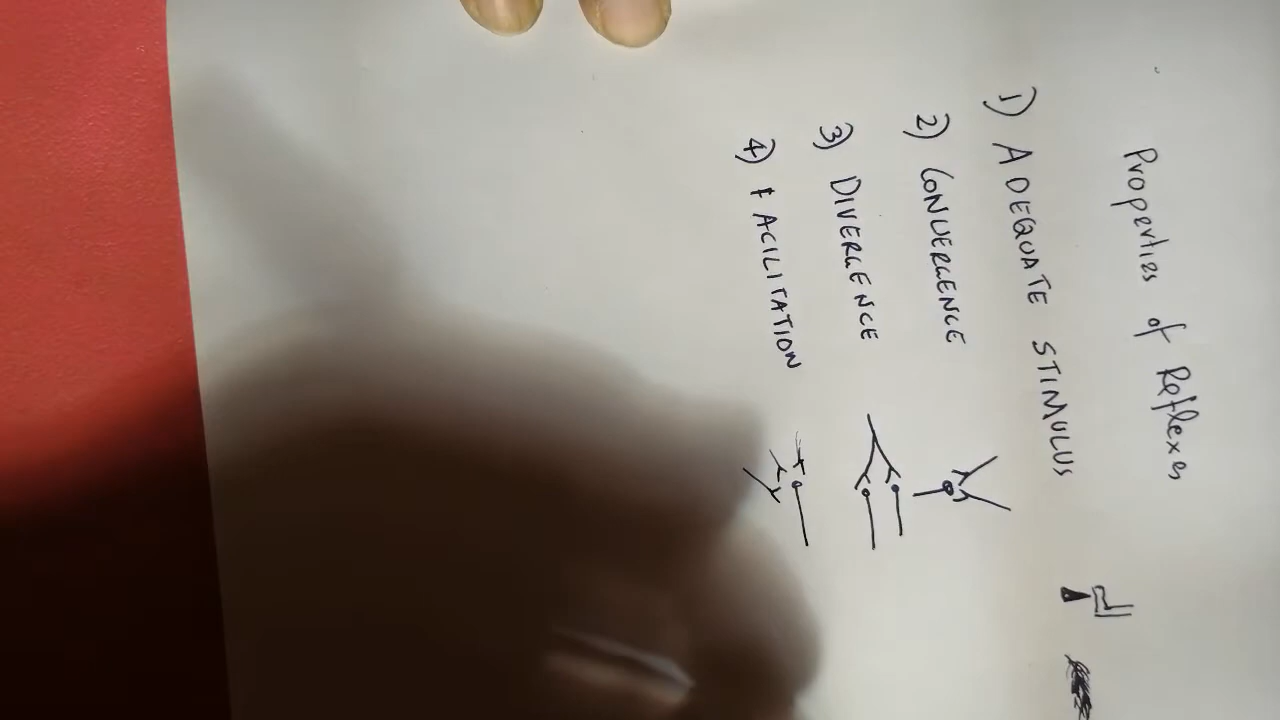 Properties of Reflexes
1) ADEQUATE STIMULUS
2) CONVERGENCE
3) DIVERGENCE
4) FACILITATION